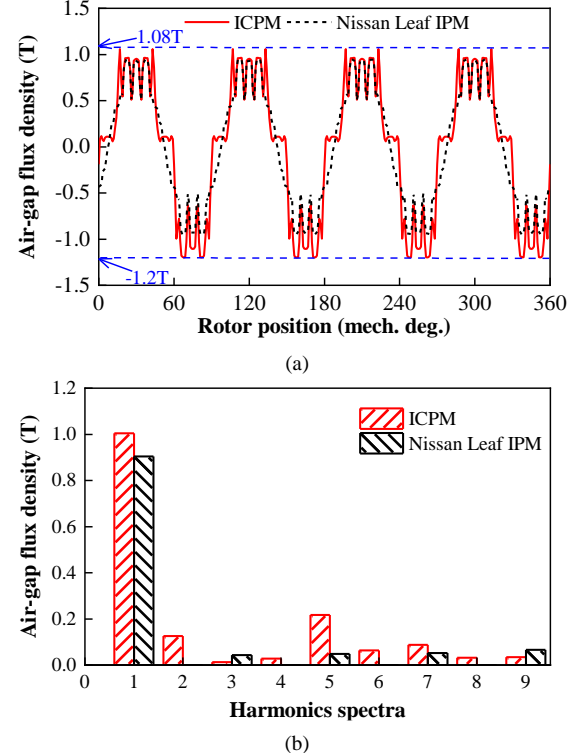 ICPM
Nissan Leaf IPM
1.08T
-1.2T
Air-gap flux density (T)
1.5
1.0
0.5
0.0
-0.5
-1.0
-1.5
0 60 120 180 240 300 360
Rotor position (mech. deg.)
(a)
Air-gap flux density (T)
1.2
1.0
0.8
0.6
0.4
0.2
0.0
ICPM
Nissan Leaf IPM
0 1 2 3 4 5 6 7 8 9
Harmonics spectra
(b)